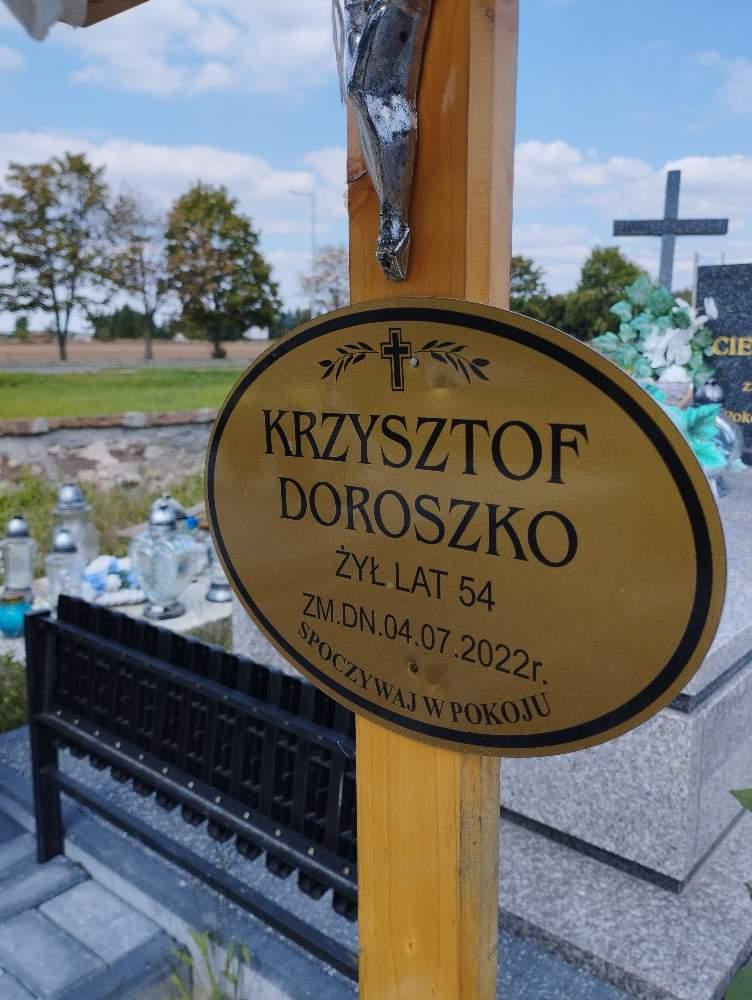 KRZYSZTOF
DOROSZKO
ŻYŁ LAT 54
ZM.DN.04.07.2022r.
SPOCZYWAJ W POKOJU